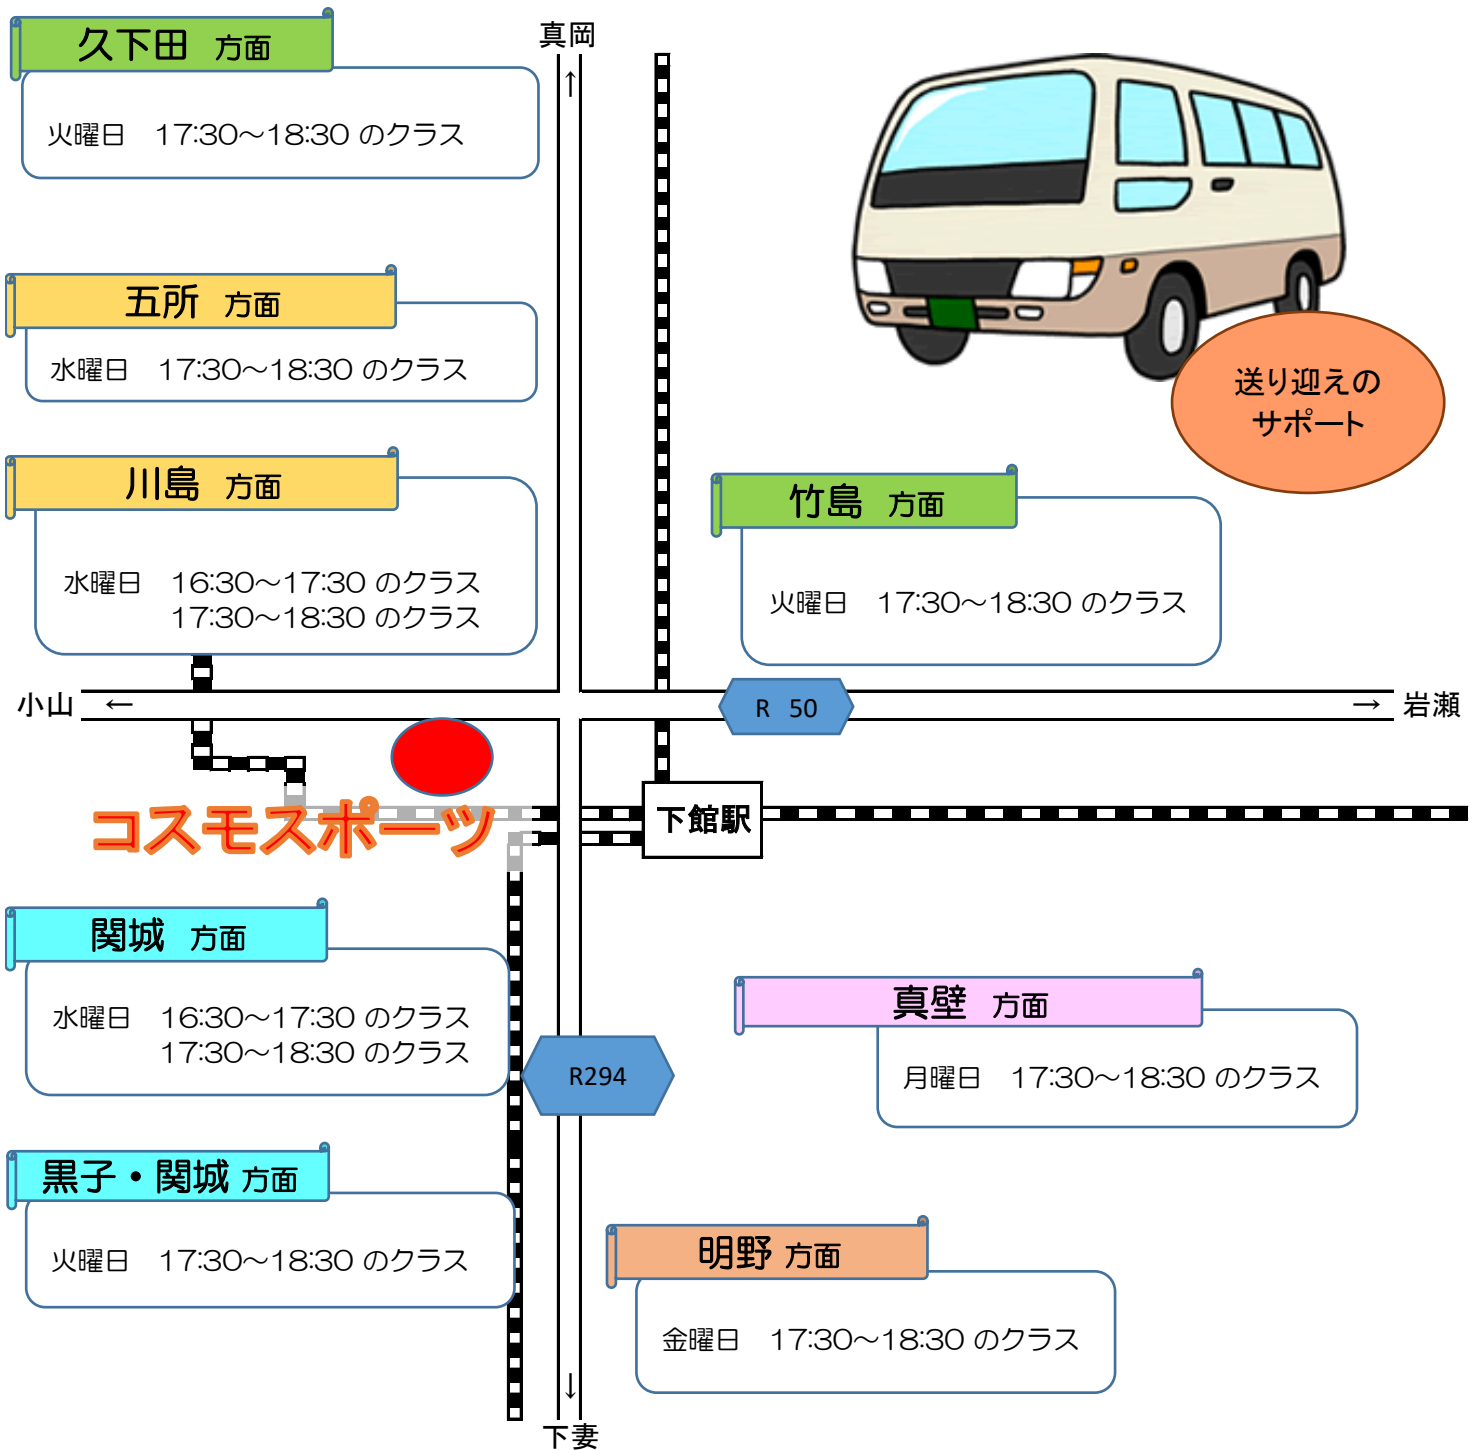 久下田 方面
火曜日 17:30～18:30 のクラス
真岡
↑
五所 方面
水曜日 17:30～18:30 のクラス
送り迎えの
サポート
川島 方面
水曜日 16:30～17:30 のクラス
17:30～18:30 のクラス
竹島 方面
火曜日 17:30～18:30 のクラス
小山 ←
R 50
→ 岩瀬
コスモスポーツ
下館駅
関城 方面
水曜日 16:30～17:30 のクラス
17:30～18:30 のクラス
真壁 方面
月曜日 17:30～18:30 のクラス
R294
黒子・関城 方面
火曜日 17:30～18:30 のクラス
明野 方面
金曜日 17:30～18:30 のクラス
↓
下妻